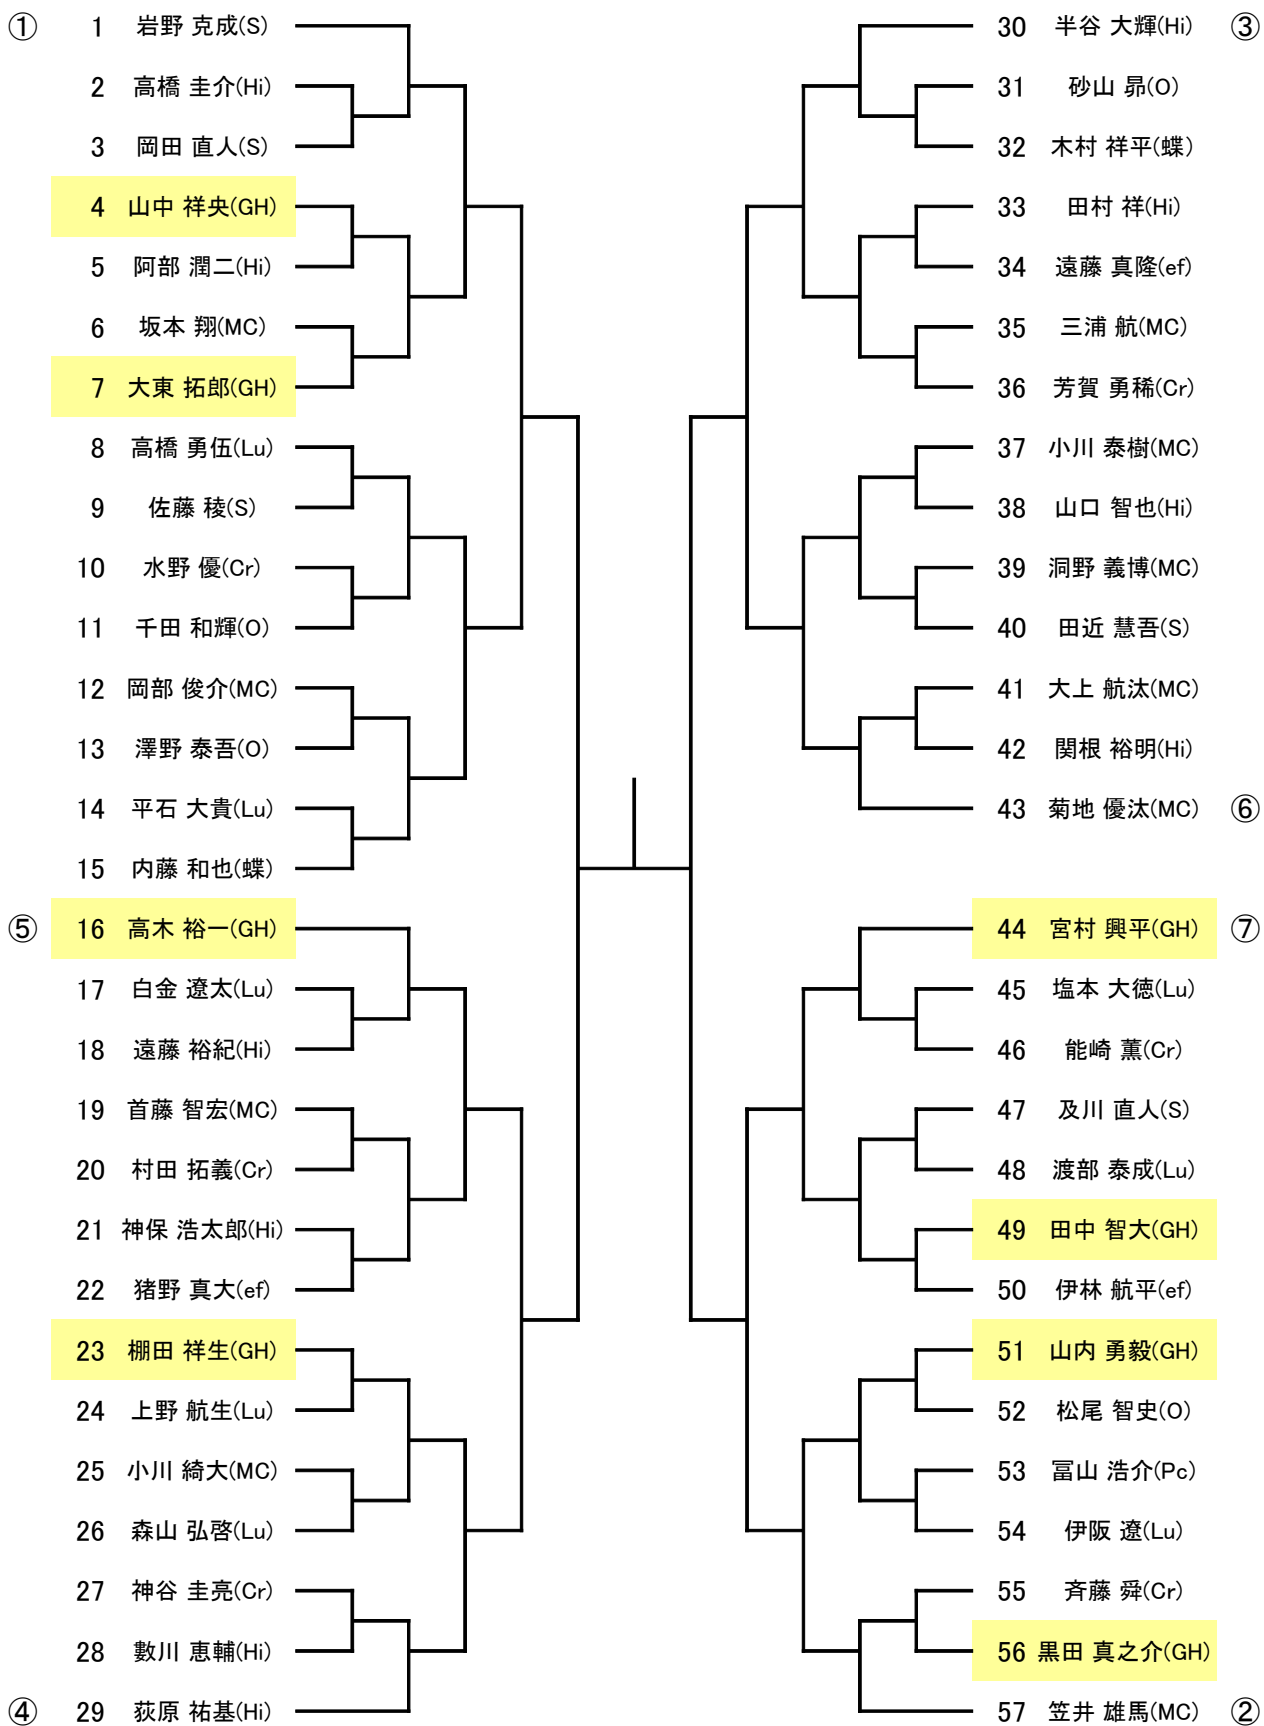 ① 1 岩野 克成(S)
2 高橋 圭介(Hi)
3 岡田 直人(S)
4 山中 祥央(GH)
5 阿部 潤二(Hi)
6 坂本 翔(MC)
7 大東 拓郎(GH)
8 高橋 勇伍(Lu)
9 佐藤 稜(S)
10 水野 優(Cr)
11 千田 和輝(O)
12 岡部 俊介(MC)
13 澤野 泰吾(O)
14 平石 大貴(Lu)
15 内藤 和也(蝶)
⑤ 16 高木 裕一(GH)
17 白金 遼太(Lu)
18 遠藤 裕紀(Hi)
19 首藤 智宏(MC)
20 村田 拓義(Cr)
21 神保 浩太郎(Hi)
22 猪野 真大(ef)
23 棚田 祥生(GH)
24 上野 航生(Lu)
25 小川 綺大(MC)
26 森山 弘啓(Lu)
27 神谷 圭亮(Cr)
28 數川 恵輔(Hi)
④ 29 荻原 祐基(Hi)
30 半谷 大輝(Hi) ③
31 砂山 昴(O)
32 木村 祥平(蝶)
33 田村 祥(Hi)
34 遠藤 真隆(ef)
35 三浦 航(MC)
36 芳賀 勇稀(Cr)
37 小川 泰樹(MC)
38 山口 智也(Hi)
39 洞野 義博(MC)
40 田近 慧吾(S)
41 大上 航汰(MC)
42 関根 裕明(Hi)
43 菊地 優汰(MC) ⑥
44 宮村 興平(GH) ⑦
45 塩本 大徳(Lu)
46 能崎 薫(Cr)
47 及川 直人(S)
48 渡部 泰成(Lu)
49 田中 智大(GH)
50 伊林 航平(ef)
51 山内 勇毅(GH)
52 松尾 智史(O)
53 冨山 浩介(Pc)
54 伊阪 遼(Lu)
55 斉藤 舜(Cr)
56 黒田 真之介(GH)
57 笠井 雄馬(MC) ②